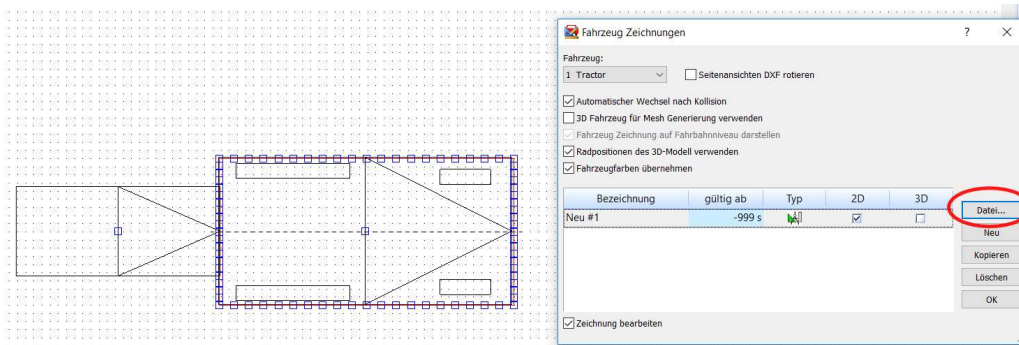 Fahrzeug Zeichnungen
?
Fahrzeug:
1 Tractor
Seitenansichten DXF rotieren
Automatischer Wechsel nach Kollision
3D Fahrzeug für Mesh Generierung verwenden
Fahrzeug Zeichnung auf Fahrbahnniveau darstellen
Radpositionen des 3D-Modell verwenden
Fahrzeugfarben übernehmen
Bezeichnung gültig ab Typ 2D 3D
Neu #1 -999 s
Datei...
Neu
Kopieren
Löschen
OK
Zeichnung bearbeiten